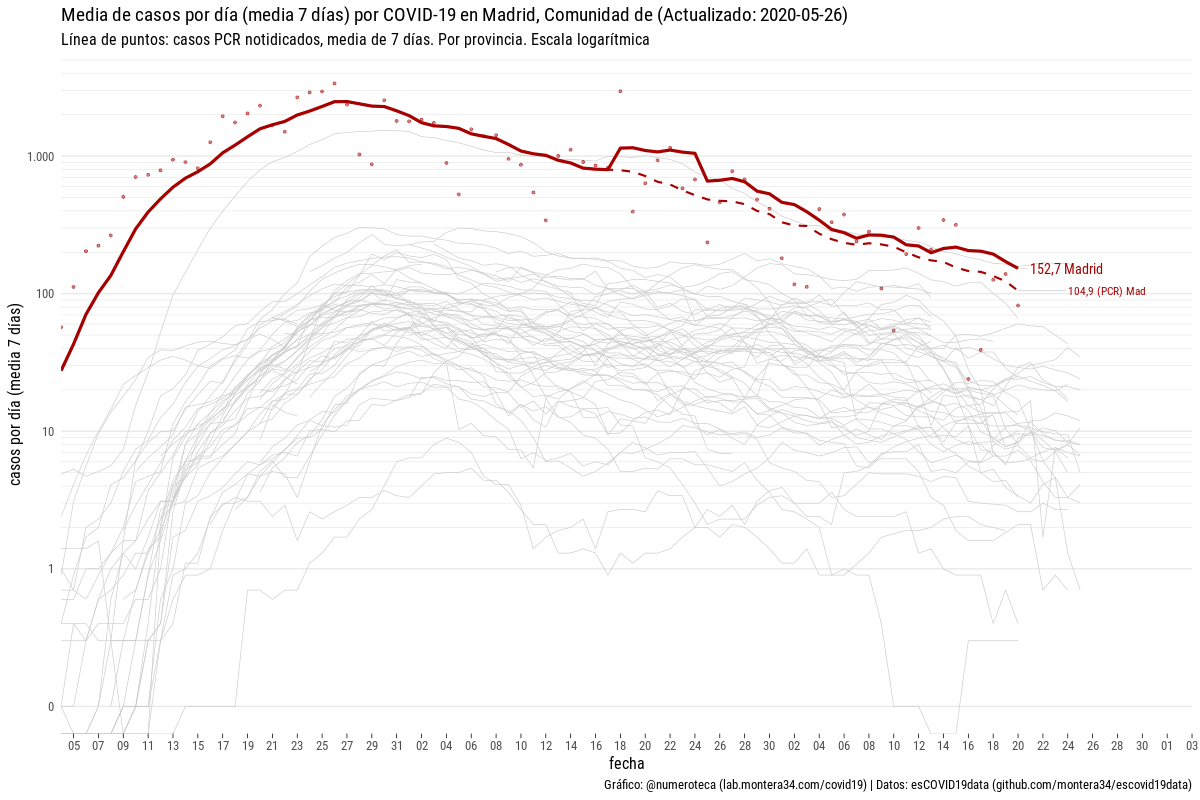 Media de casos por día (media 7 días) por COVID-19 en Madrid, Comunidad de (Actualizado: 2020-05-26)
Línea de puntos: casos PCR notidicados, media de 7 días. Por provincia. Escala logarítmica
casos por día (media 7 días)
1.000
100
10
1
0
152,7 Madrid
104,9 (PCR) Mad
05 07 09 11 13 15 17 19 21 23 25 27 29 31 02 04 06 08 10 12 14 16 18 20 22 24 26 28 30 02 04 06 08 10 12 14 16 18 20 22 24 26 28 30 01 03
fecha
Gráfico: @numeroteca (lab.montera34.com/covid19) | Datos: esCOVID19data (github.com/montera34/escovid19data)